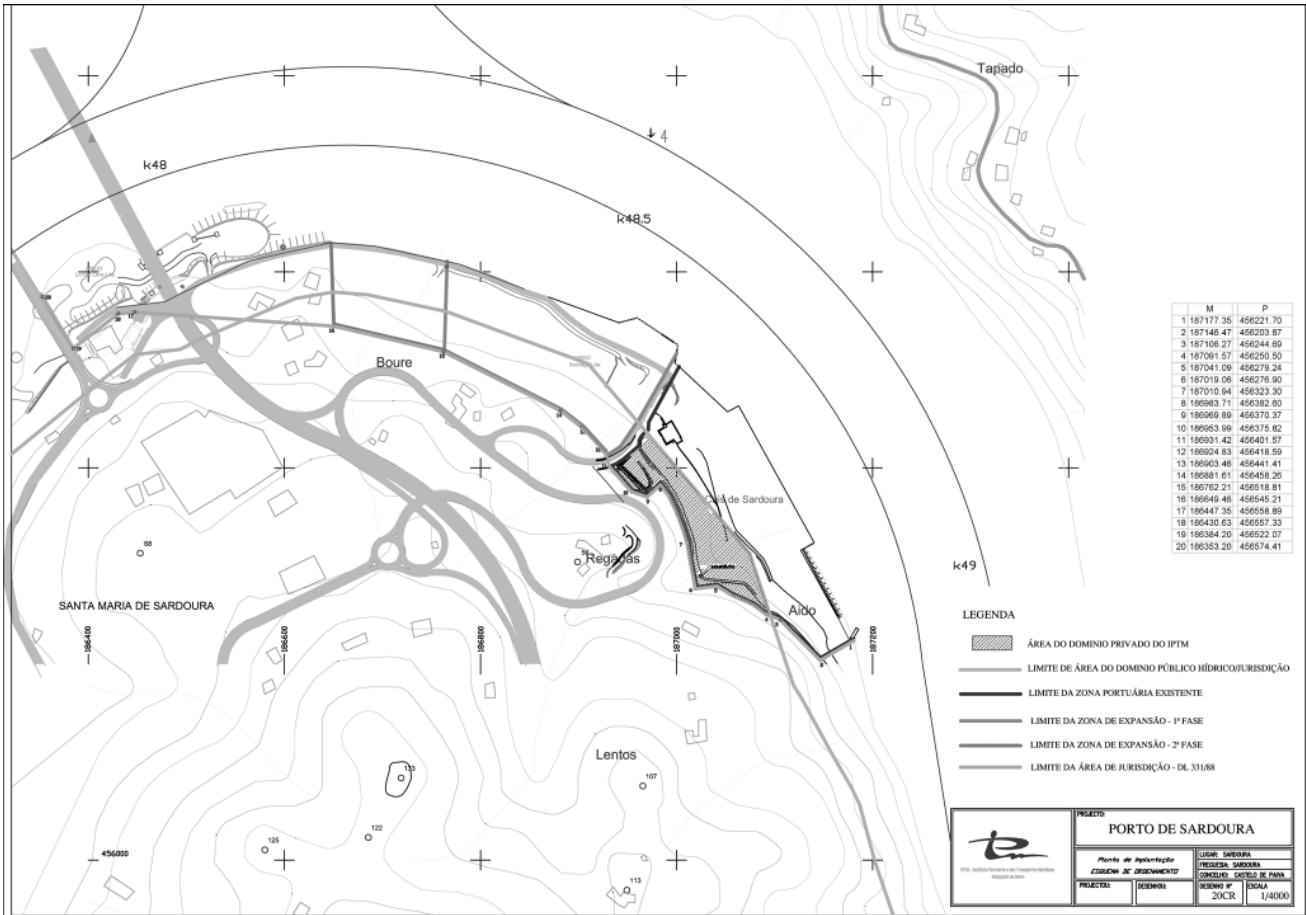 Tapado
4
k48
k48.5
Boure
Cais de Sardoura
68
Regadas
k49
SANTA MARIA DE SARDOURA
Aido
186400
186600
186800
187000
187200
Lentos
107
123
122
125
113
456000
M P
1 187177.35 456221.70
2 187146.47 456203.87
3 187106.27 456244.69
4 187091.57 456250.50
5 187041.09 456279.24
6 187019.06 456276.90
7 187010.94 456323.30
8 186983.71 456382.60
9 186969.89 456370.37
10 186953.99 456375.82
11 186931.42 456401.57
12 186924.83 456418.59
13 186903.46 456441.41
14 186881.61 456458.26
15 186762.21 456518.81
16 186649.46 456545.21
17 186447.35 456558.89
18 186430.63 456557.33
19 186384.20 456522.07
20 186353.20 456574.41
LEGENDA
ÁREA DO DOMINIO PRIVADO DO IPTM
LIMITE DE ÁREA DO DOMINIO PÚBLICO HÍDRICO/JURISDIÇÃO
LIMITE DA ZONA PORTUÁRIA EXISTENTE
LIMITE DA ZONA DE EXPANSÃO - 1ª FASE
LIMITE DA ZONA DE EXPANSÃO - 2ª FASE
LIMITE DA ÁREA DE JURISDIÇÃO - DL 331/88
PROJECTO:
PORTO DE SARDOURA
Planta de Implantação
ESQUEMA DE ORDENAMENTO
LUGAR: SARDOURA
FREGUESIA: SARDOURA
CONCELHO: CASTELO DE PAIVA
PROJECTOU:
DESENHOU:
DESENHO Nº
20CR
ESCALA
1/4000